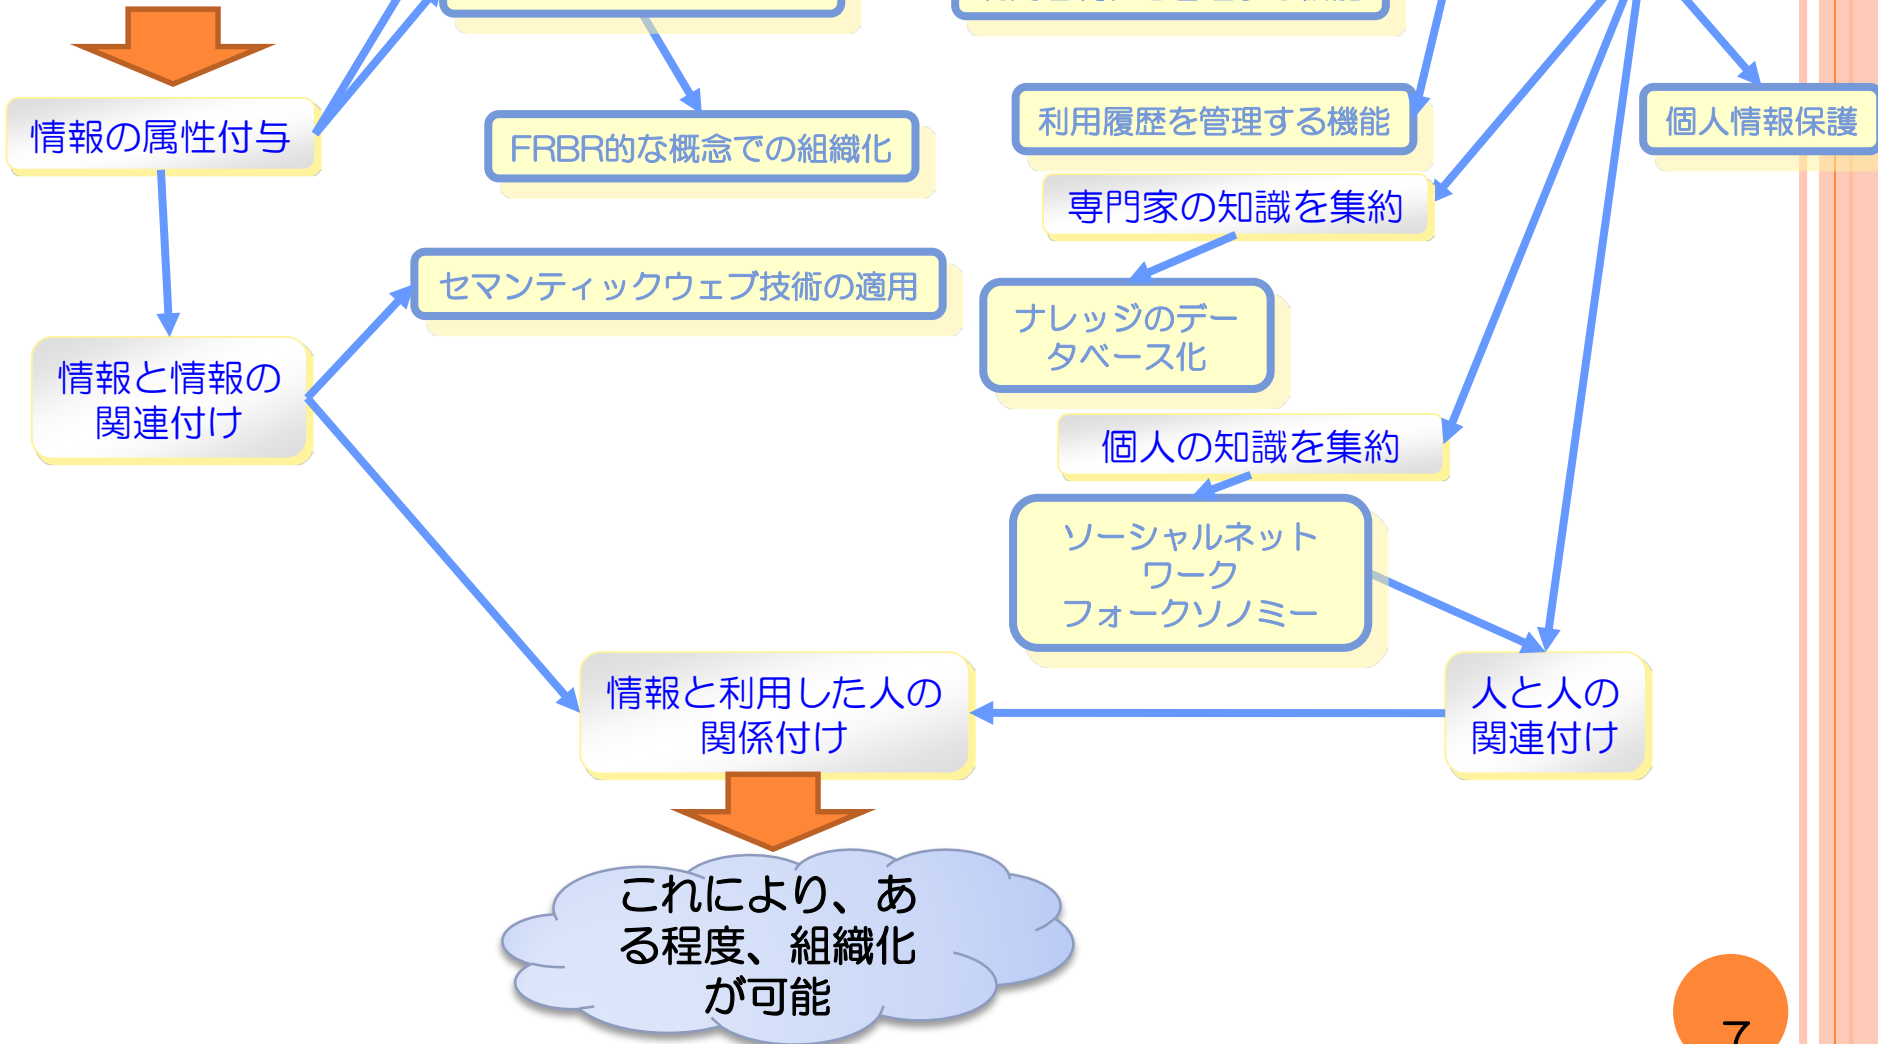 情報の属性付与
FRBR的な概念での組織化
利用履歴を管理する機能
個人情報保護
専門家の知識を集約
セマンティックウェブ技術の適用
ナレッジのデー
タベース化
情報と情報の
関連付け
個人の知識を集約
ソーシャルネット
ワーク
フォークソノミー
情報と利用した人の
関係付け
人と人の
関連付け
これにより、あ
る程度、組織化
が可能
7